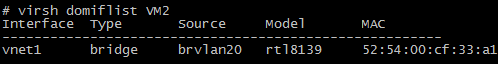 # virsh domiflist VM2
Interface  Type       Source     Model       MAC
-------------------------------------------------------
vnet1      bridge     brvlan20   rtl8139     52:54:00:cf:33:a1